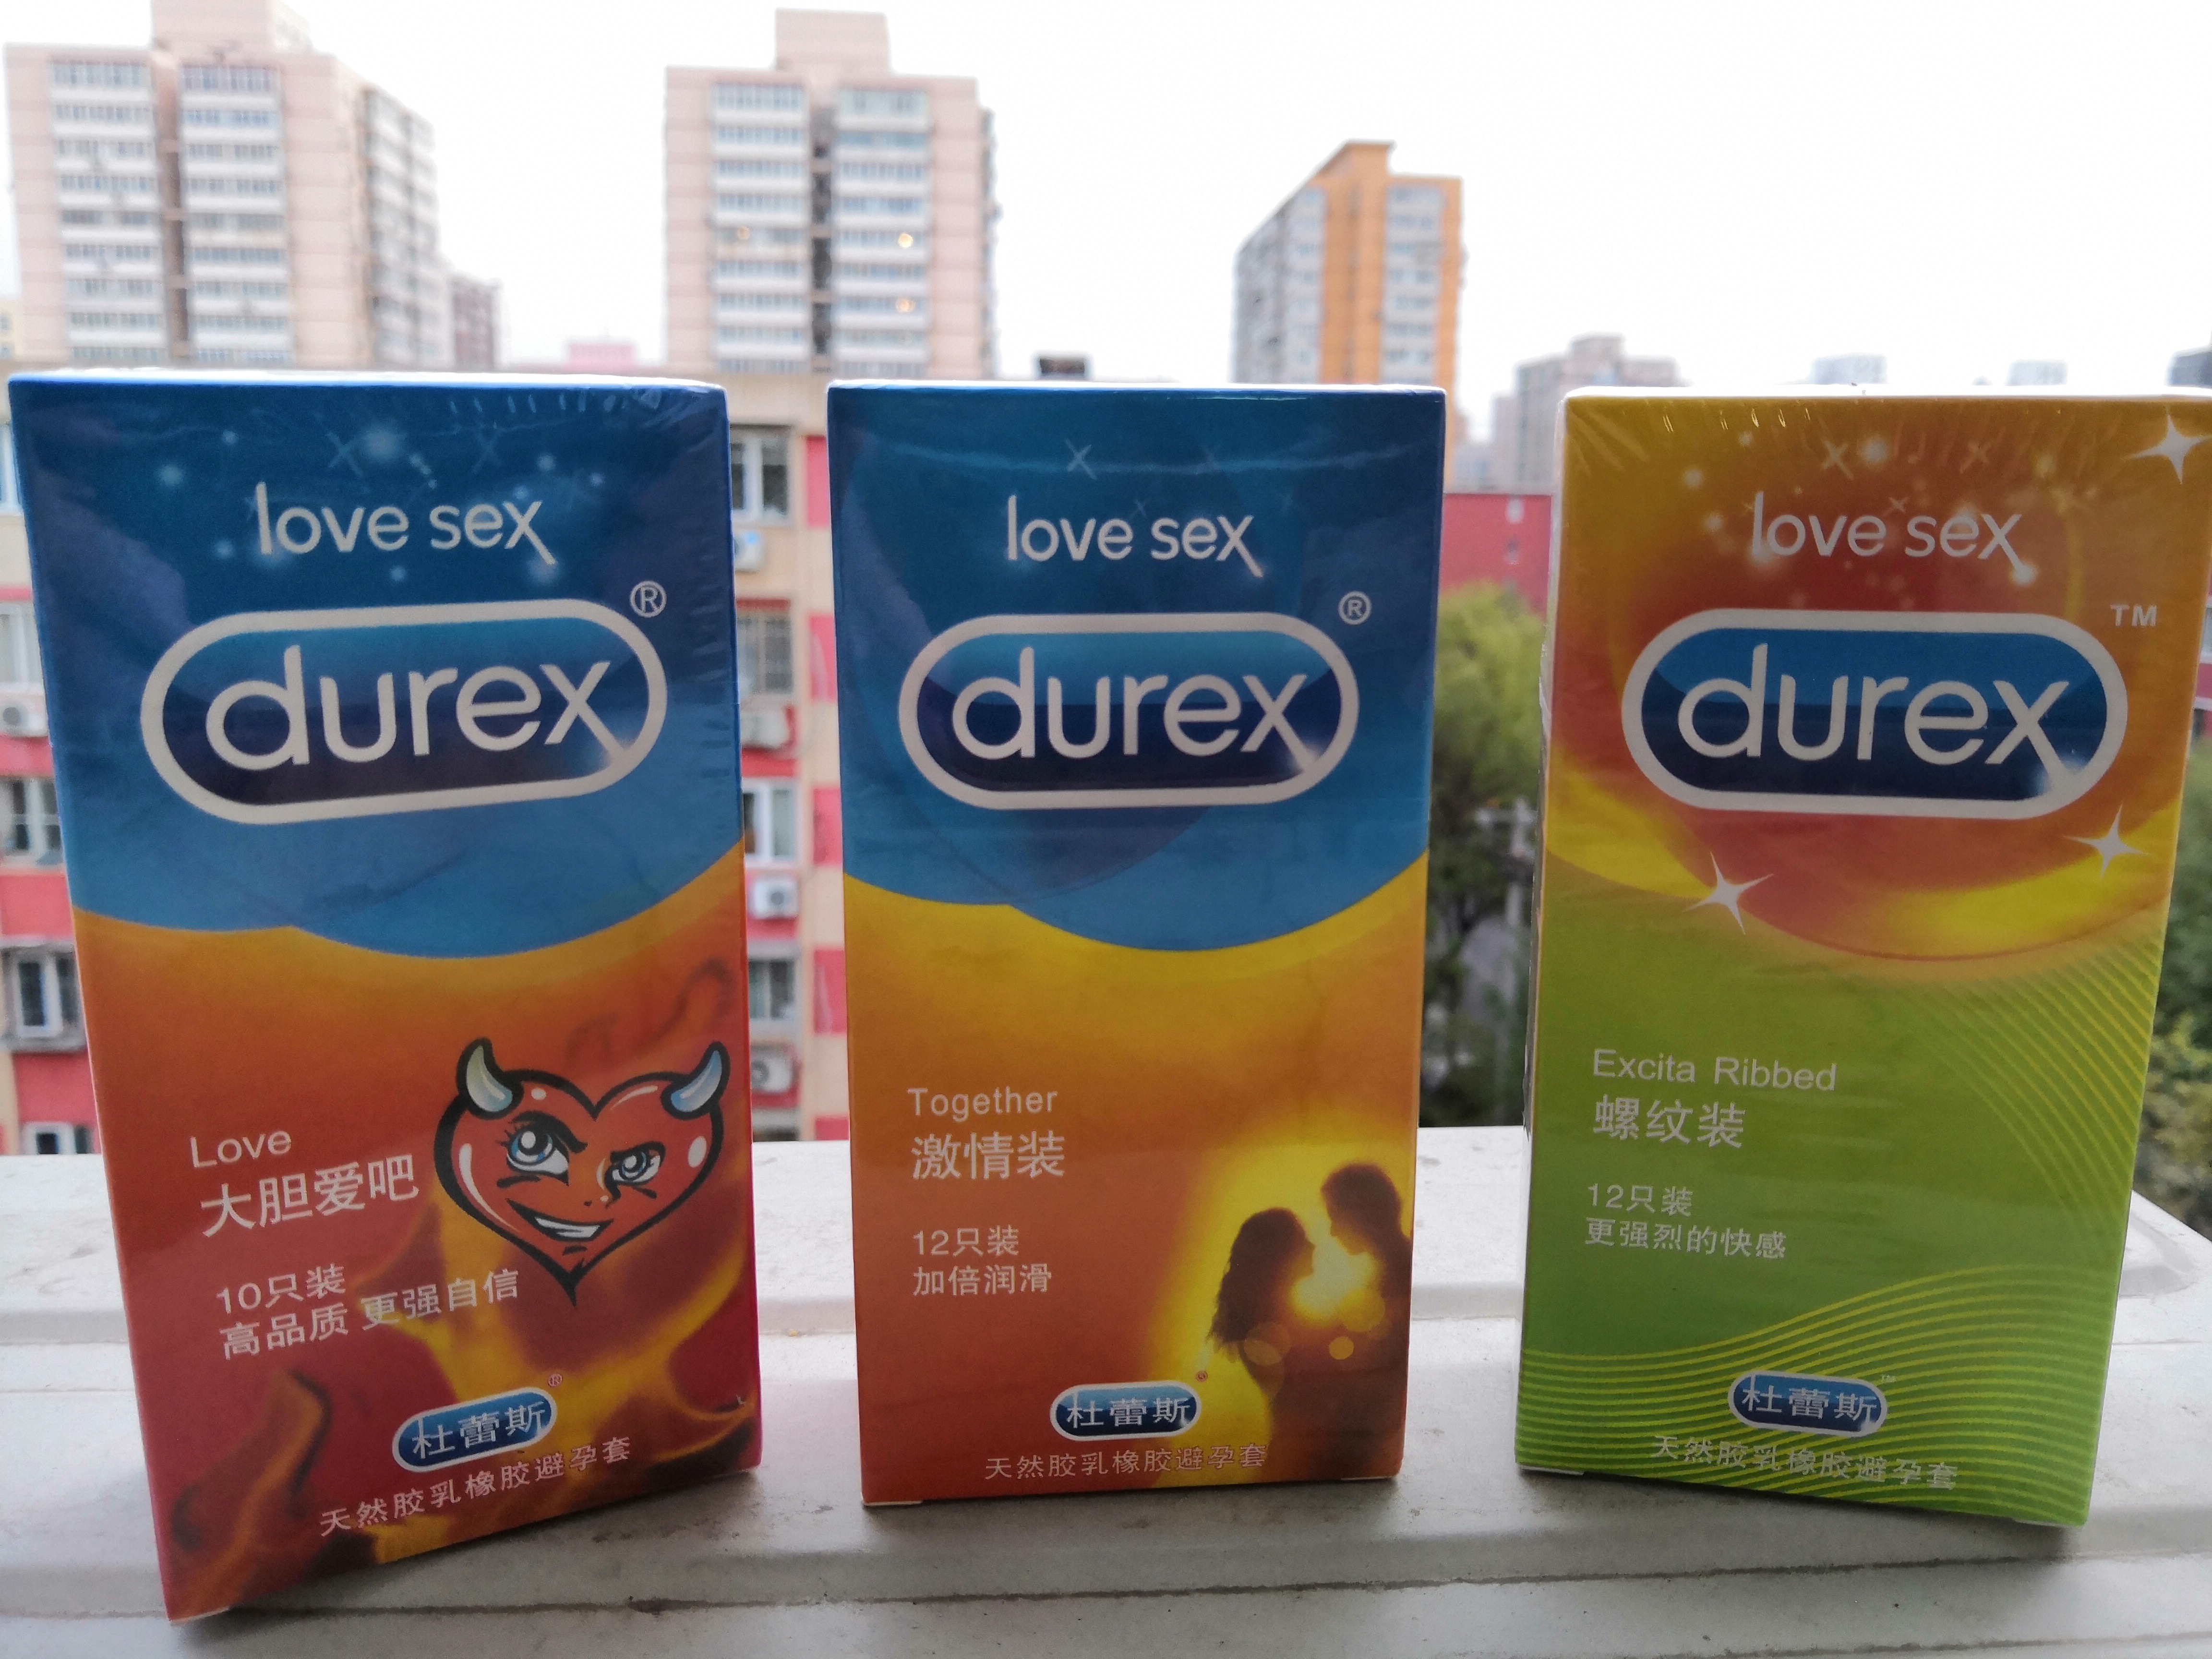 love sex
durex®
Love
大胆爱吧
10只装
高品质 更强自信
杜蕾斯®
天然胶乳橡胶避孕套
love sex
durex®
Together
激情装
12只装
加倍润滑
杜蕾斯®
天然胶乳橡胶避孕套
love sex
durex™
Excita Ribbed
螺纹装
12只装
更强烈的快感
杜蕾斯™
天然胶乳橡胶避孕套